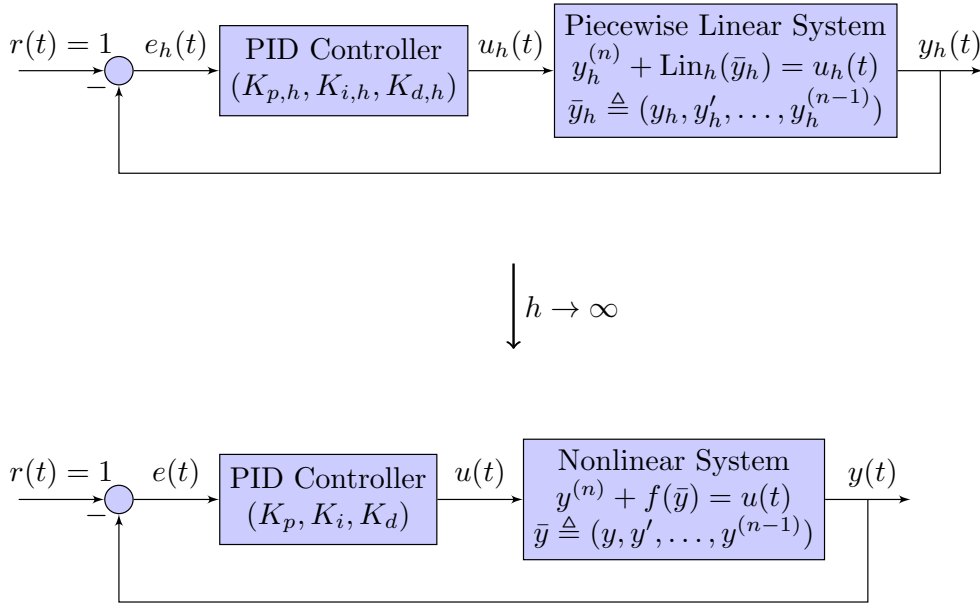 r(t) = 1
e_h(t)
PID Controller
(K_{p,h}, K_{i,h}, K_{d,h})
u_h(t)
Piecewise Linear System
y_h^{(n)} + Lin_h(ȳ_h) = u_h(t)
ȳ_h ≜ (y_h, y_h′, . . . , y_h^{(n−1)})
y_h(t)
−
h → ∞
r(t) = 1
e(t)
PID Controller
(K_p, K_i, K_d)
u(t)
Nonlinear System
y^{(n)} + f(ȳ) = u(t)
ȳ ≜ (y, y′, . . . , y^{(n−1)})
y(t)
−